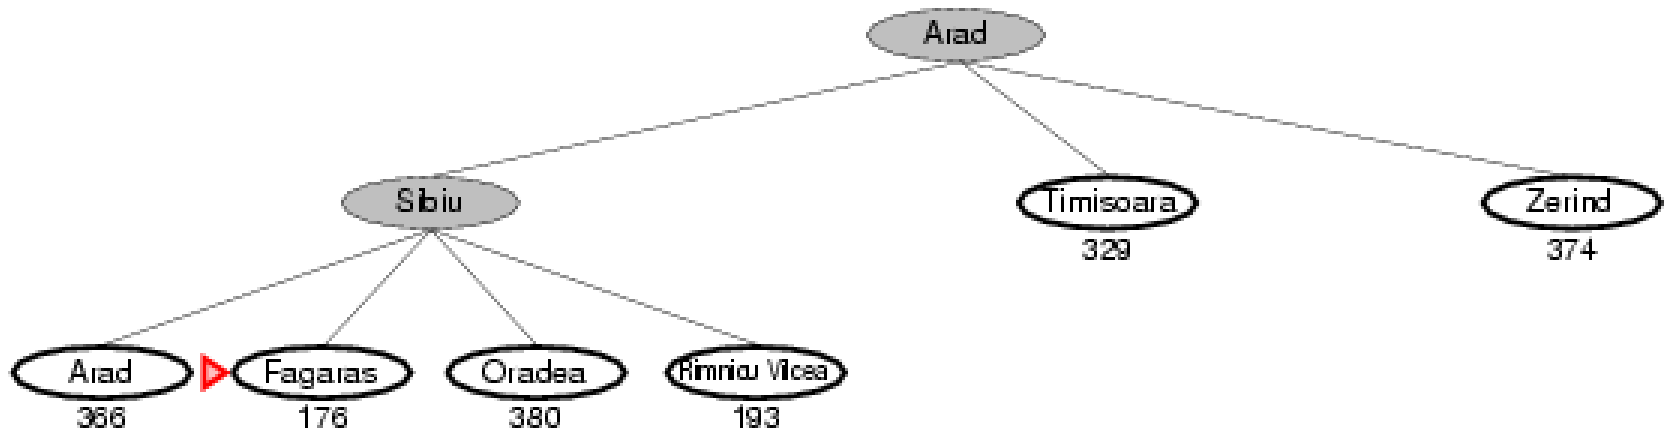 Arad
Sibiu
Timisoara
Zerind
329
374
Arad
Fagaras
Oradea
Rimnicu Vilcea
366
176
380
193